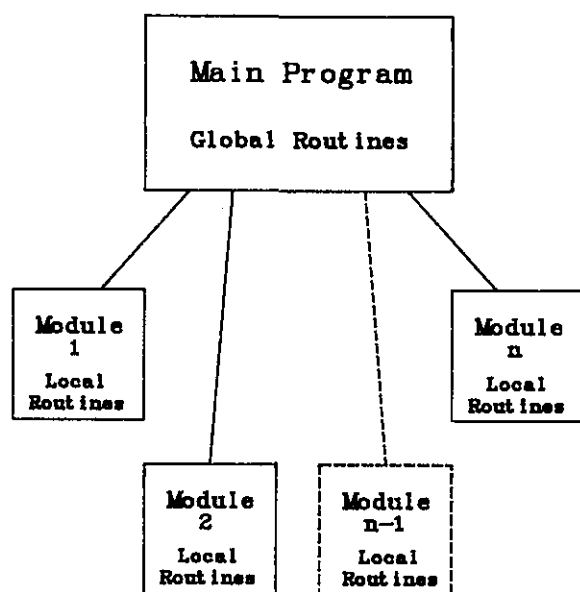 Main Program
Global Routines
Module
1
Local
Routines
Module
n
Local
Routines
Module
2
Local
Routines
Module
n-1
Local
Routines